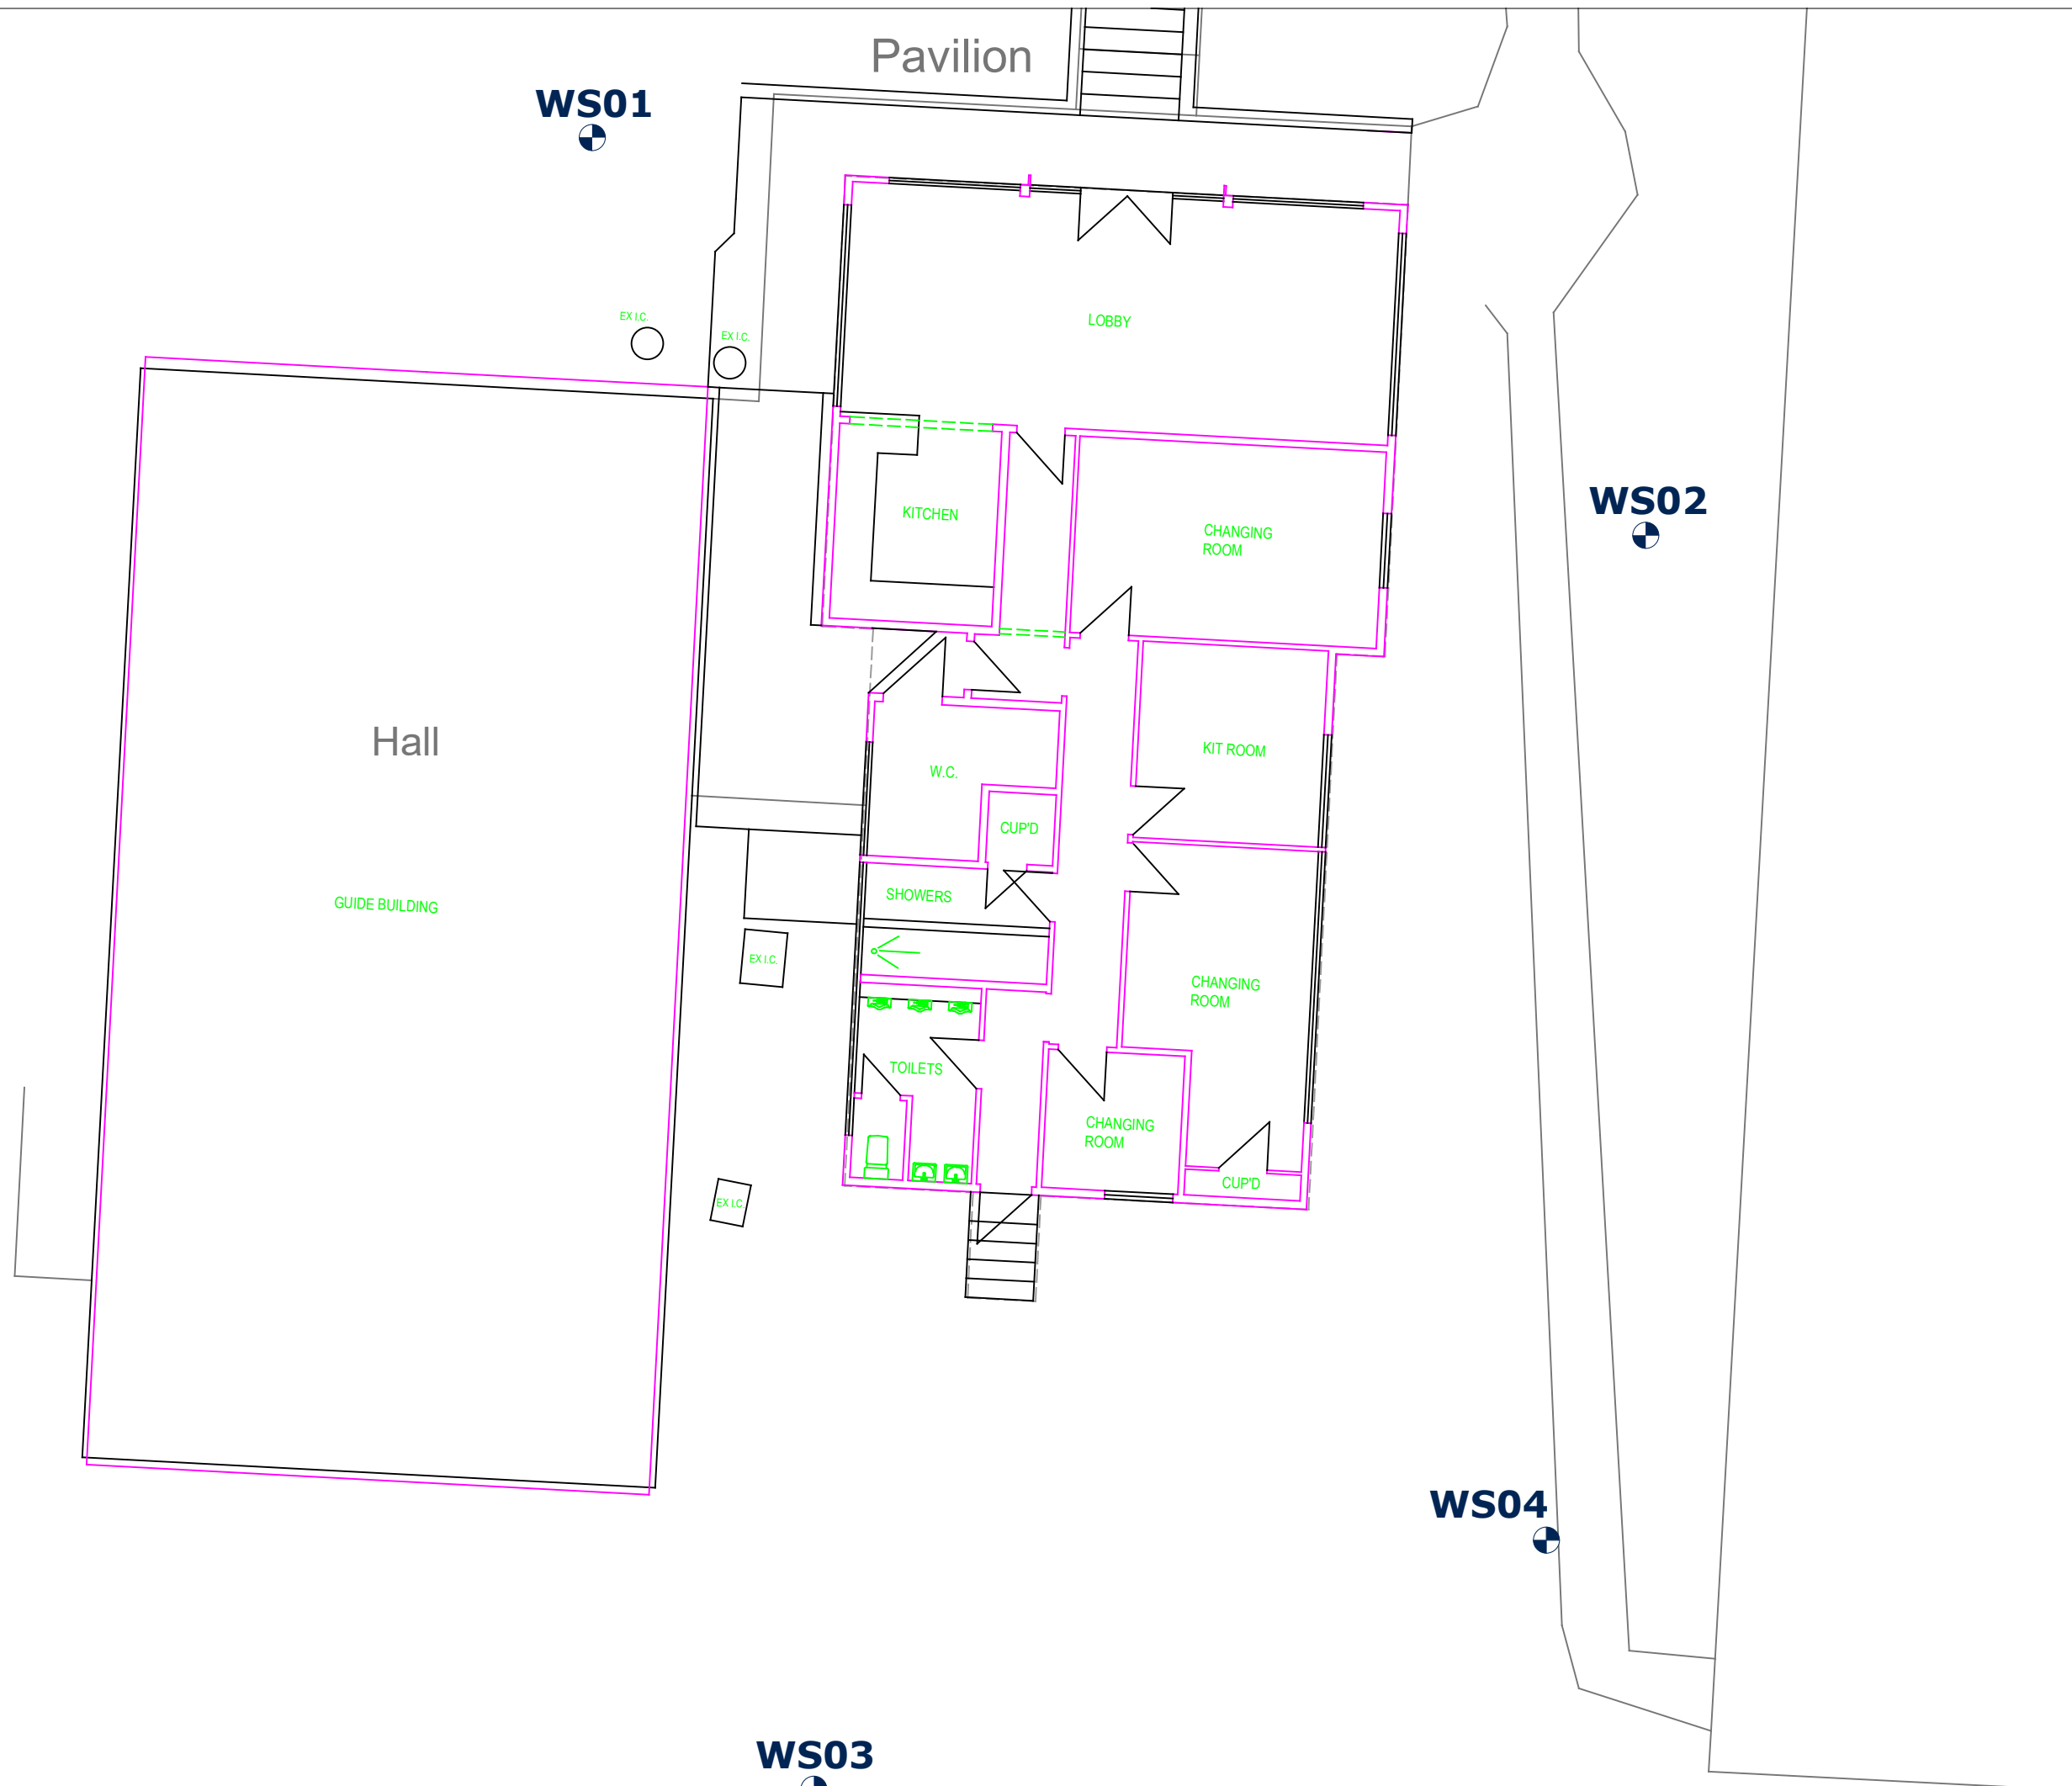 Pavilion
WS01
EX I.C.
EX I.C.
LOBBY
WS02
KITCHEN
CHANGING
ROOM
Hall
KIT ROOM
W.C.
CUP'D
SHOWERS
GUIDE BUILDING
EX I.C.
CHANGING
ROOM
TOILETS
CHANGING
ROOM
CUP'D
EX I.C.
WS04
WS03